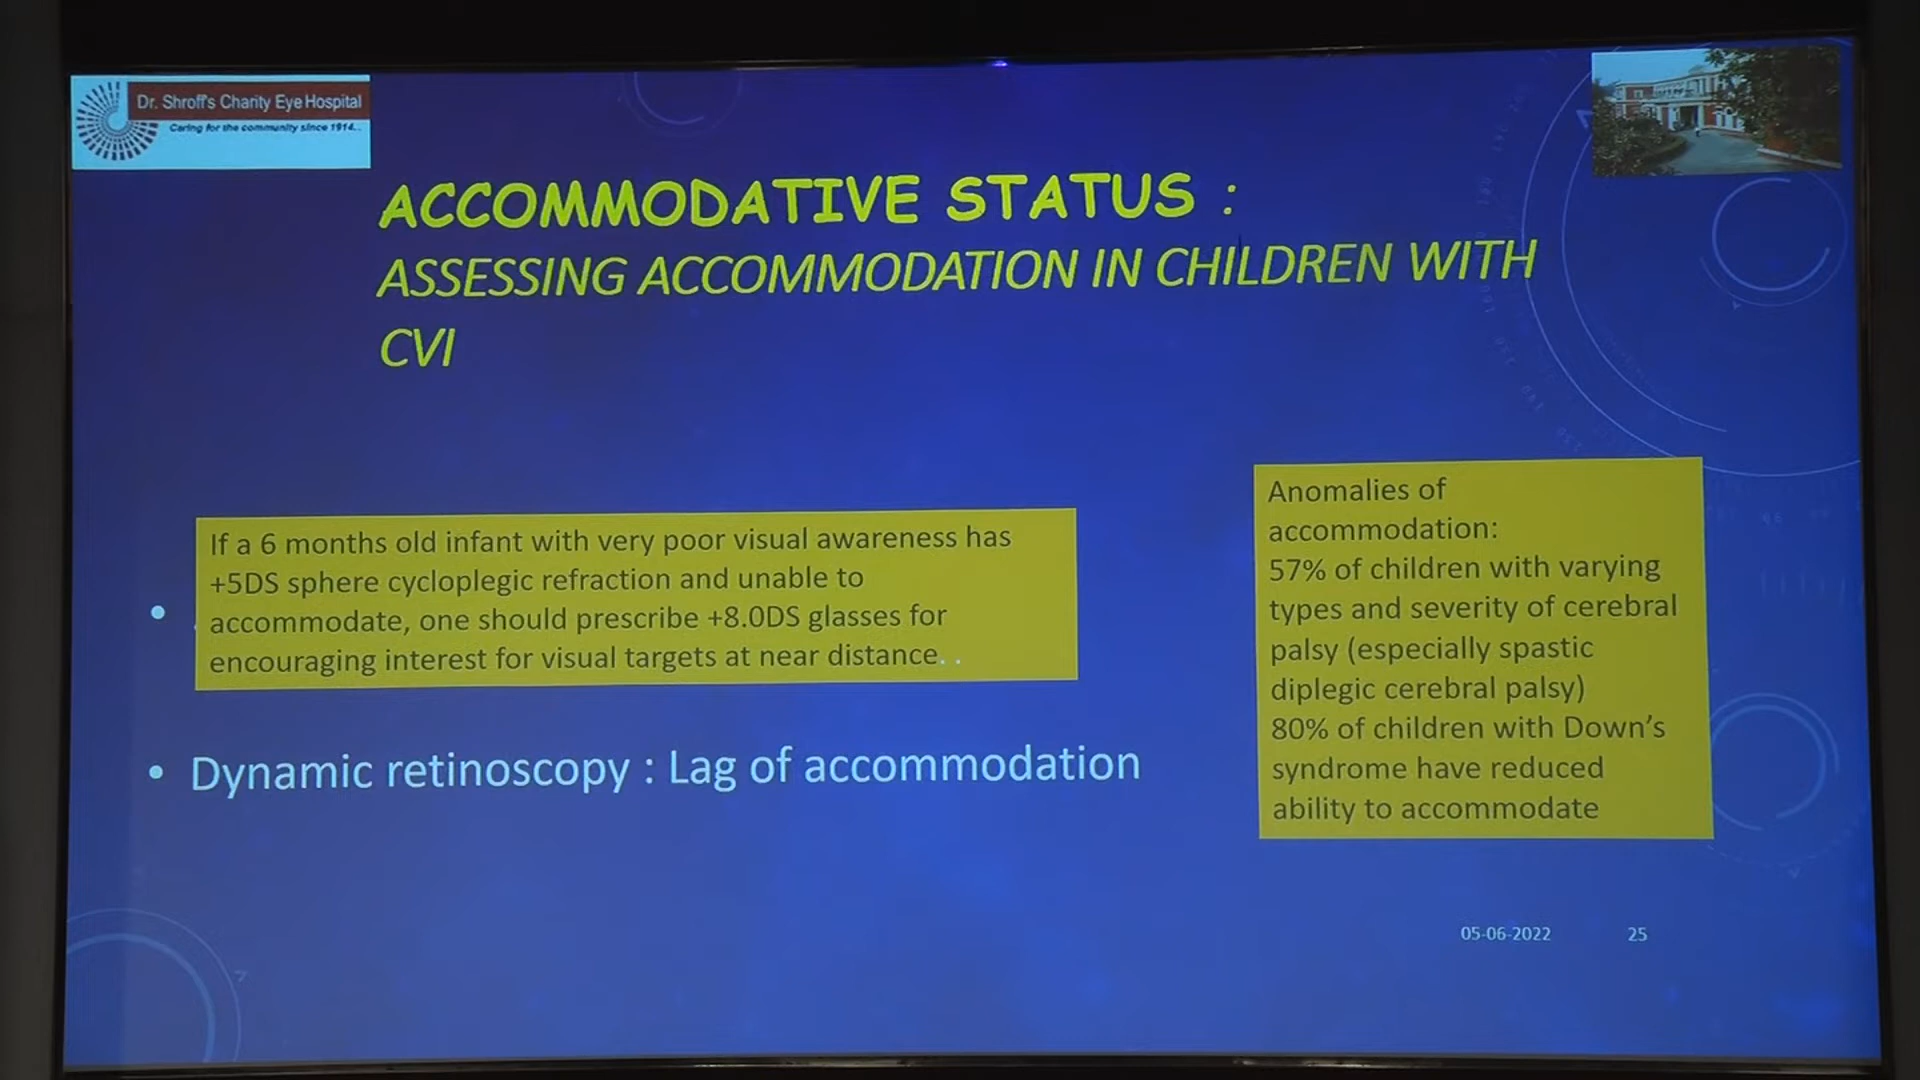 Dr. Shroff's Charity Eye Hospital
Caring for the community since 1914..
ACCOMMODATIVE STATUS :
ASSESSING ACCOMMODATION IN CHILDREN WITH
CVI
If a 6 months old infant with very poor visual awareness has
+5DS sphere cycloplegic refraction and unable to
accommodate, one should prescribe +8.0DS glasses for
encouraging interest for visual targets at near distance. .
• Dynamic retinoscopy : Lag of accommodation
Anomalies of
accommodation:
57% of children with varying
types and severity of cerebral
palsy (especially spastic
diplegic cerebral palsy)
80% of children with Down's
syndrome have reduced
ability to accommodate
05-06-2022
25